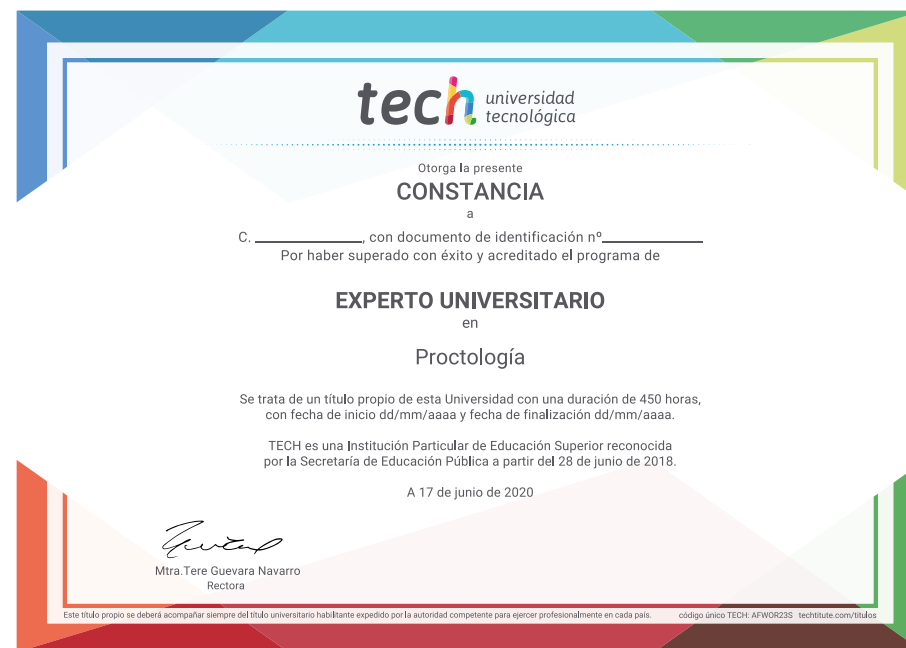 tech universidad
tecnológica
Otorga la presente
CONSTANCIA
a
C. ____________, con documento de identificación nº____________
Por haber superado con éxito y acreditado el programa de
EXPERTO UNIVERSITARIO
en
Proctología
Se trata de un título propio de esta Universidad con una duración de 450 horas,
con fecha de inicio dd/mm/aaaa y fecha de finalización dd/mm/aaaa.
TECH es una Institución Particular de Educación Superior reconocida
por la Secretaría de Educación Pública a partir del 28 de junio de 2018.
A 17 de junio de 2020
Mtra.Tere Guevara Navarro
Rectora
Este título propio se deberá acompañar siempre del título universitario habilitante expedido por la autoridad competente para ejercer profesionalmente en cada país. código único TECH: AFWOR23S techtitute.com/titulos